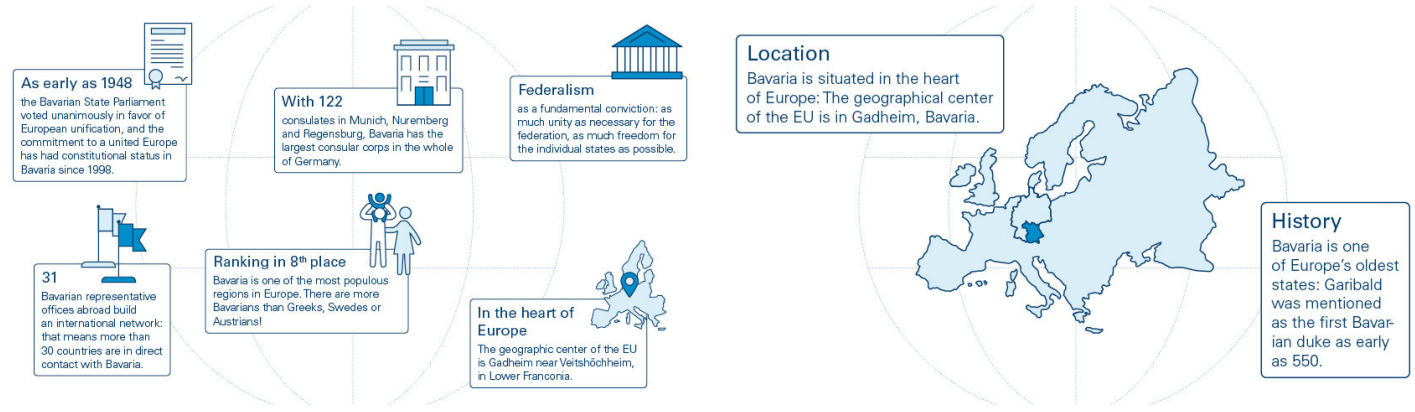 As early as 1948
the Bavarian State Parliament
voted unanimously in favor of
European unification, and the
commitment to a united Europe
has had constitutional status in
Bavaria since 1998.
With 122
consulates in Munich, Nuremberg
and Regensburg, Bavaria has the
largest consular corps in the whole
of Germany.
Federalism
as a fundamental conviction: as
much unity as necessary for the
federation, as much freedom for
the individual states as possible.
31
Bavarian representative
offices abroad build
an international network:
that means more than
30 countries are in direct
contact with Bavaria.
Ranking in 8th place
Bavaria is one of the most populous
regions in Europe. There are more
Bavarians than Greeks, Swedes or
Austrians!
In the heart of
Europe
The geographic center of the EU
is Gadheim near Veitshöchheim,
in Lower Franconia.
Location
Bavaria is situated in the heart
of Europe: The geographical center
of the EU is in Gadheim, Bavaria.
History
Bavaria is one
of Europe's oldest
states: Garibald
was mentioned
as the first Bavar-
ian duke as early
as 550.